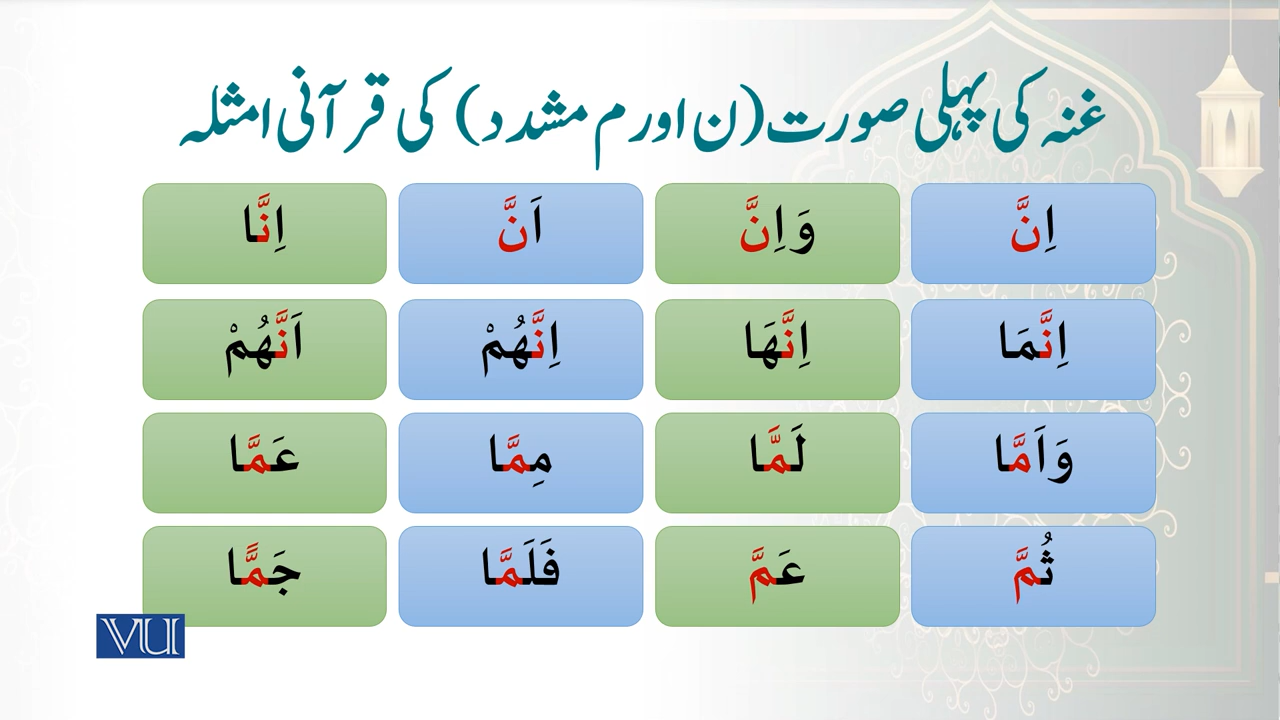 غنہ کی پہلی صورت (ن اور م مشدد) کی قرآنی امثلہ
اِنَّ وَاِنَّ اَنَّ اِنَّا
اِنَّمَا اِنَّهَا اِنَّهُمْ اَنَّهُمْ
وَاَمَّا لَمَّا مِمَّا عَمَّا
ثُمَّ عَمَّ فَلَمَّا جَمًّا
VU